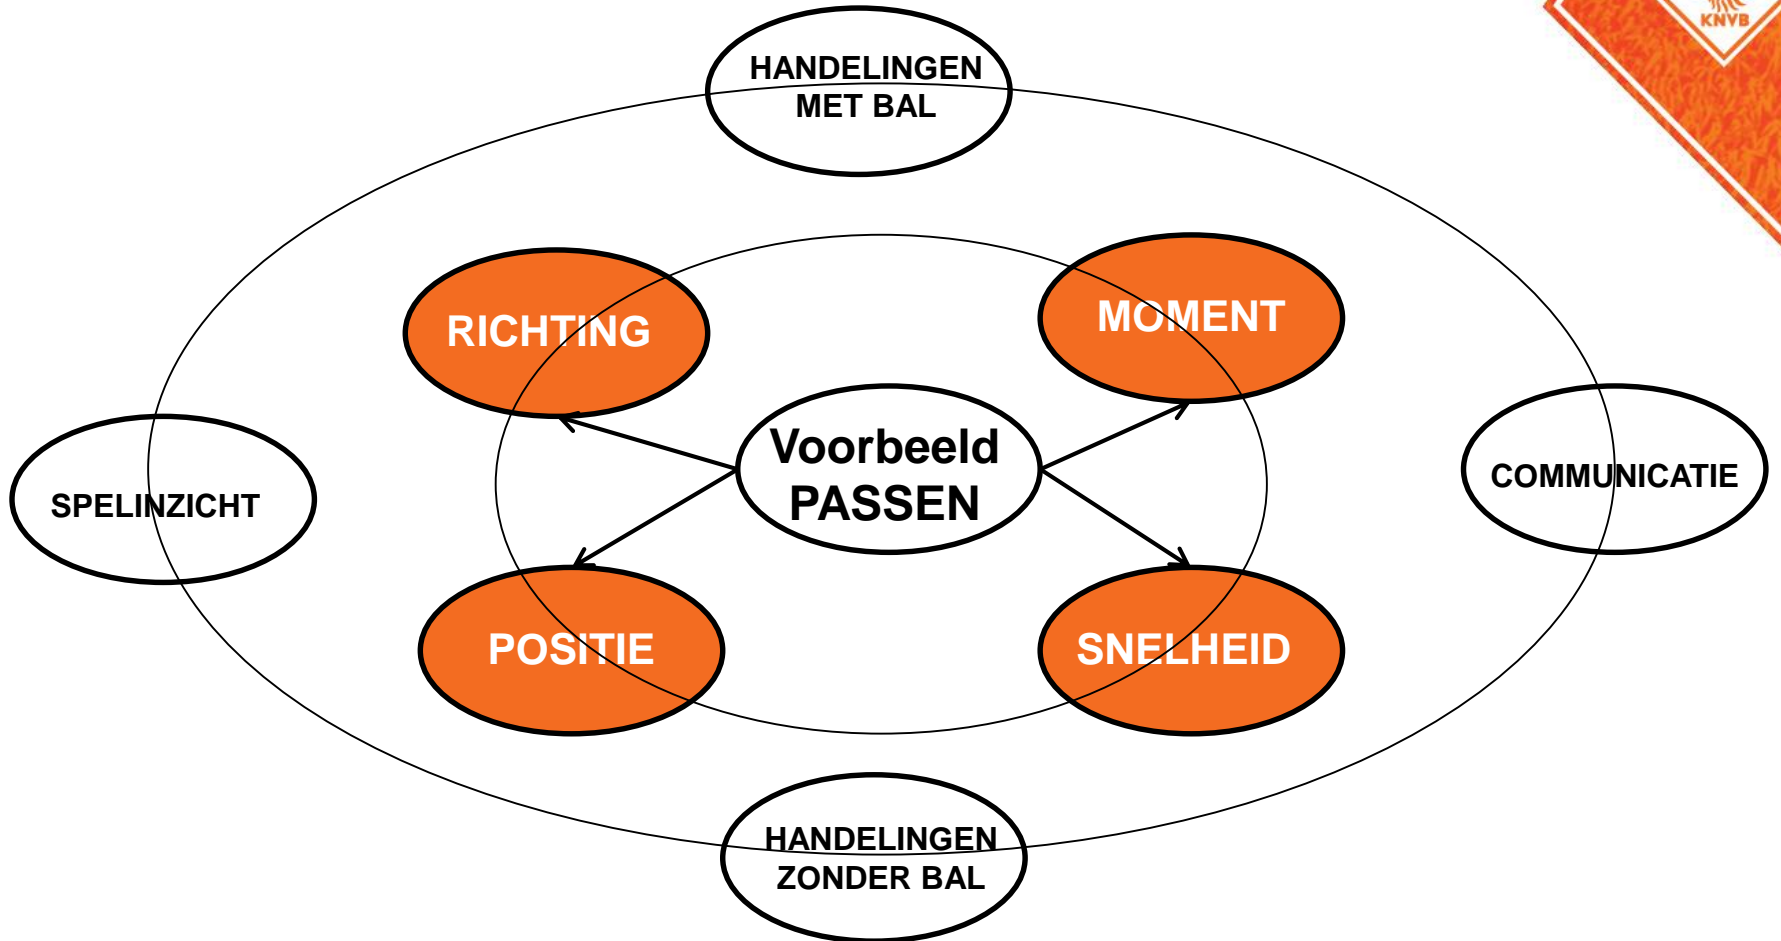 KNVB
HANDELINGEN
MET BAL
RICHTING
MOMENT
Voorbeeld
PASSEN
SPELINZICHT
COMMUNICATIE
POSITIE
SNELHEID
HANDELINGEN
ZONDER BAL